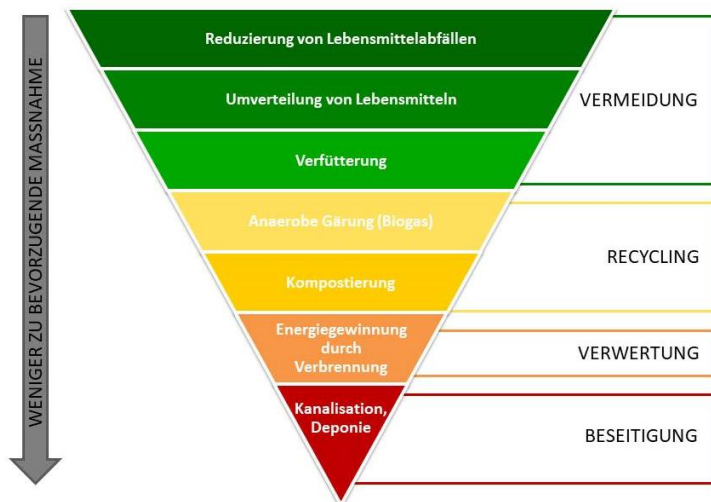 WENIGER ZU BEVORZUGENDE MASSNAHME
Reduzierung von Lebensmittelabfällen
Umverteilung von Lebensmitteln
Verfütterung
VERMEIDUNG
Anaerobe Gärung (Biogas)
Kompostierung
RECYCLING
Energiegewinnung
durch
Verbrennung
VERWERTUNG
Kanalisation,
Deponie
BESEITIGUNG